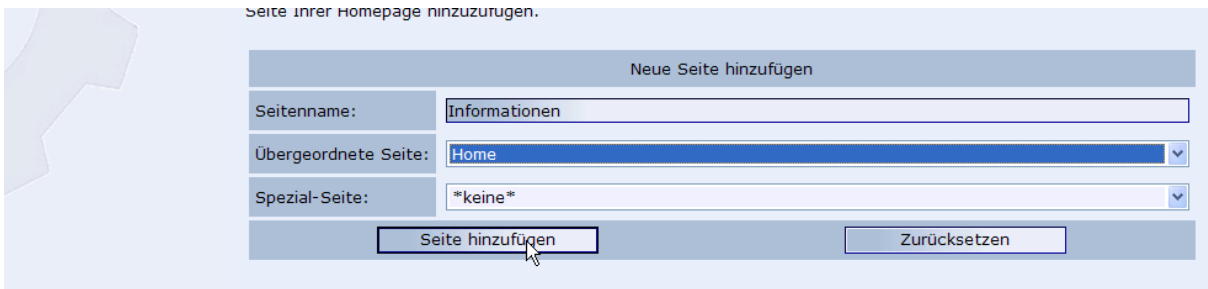 Seite Ihrer Homepage hinzuzufügen.
Neue Seite hinzufügen
Seitenname: Informationen
Übergeordnete Seite: Home
Spezial-Seite: *keine*
Seite hinzufügen Zurücksetzen